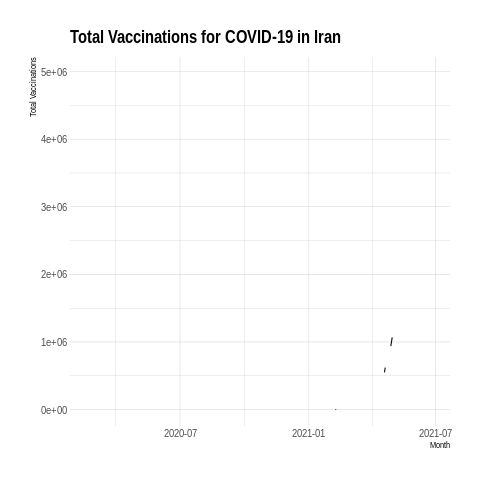 Total Vaccinations for COVID-19 in Iran
Total Vaccinations
5e+06
4e+06
3e+06
2e+06
1e+06
0e+00
2020-07 2021-01 2021-07
Month